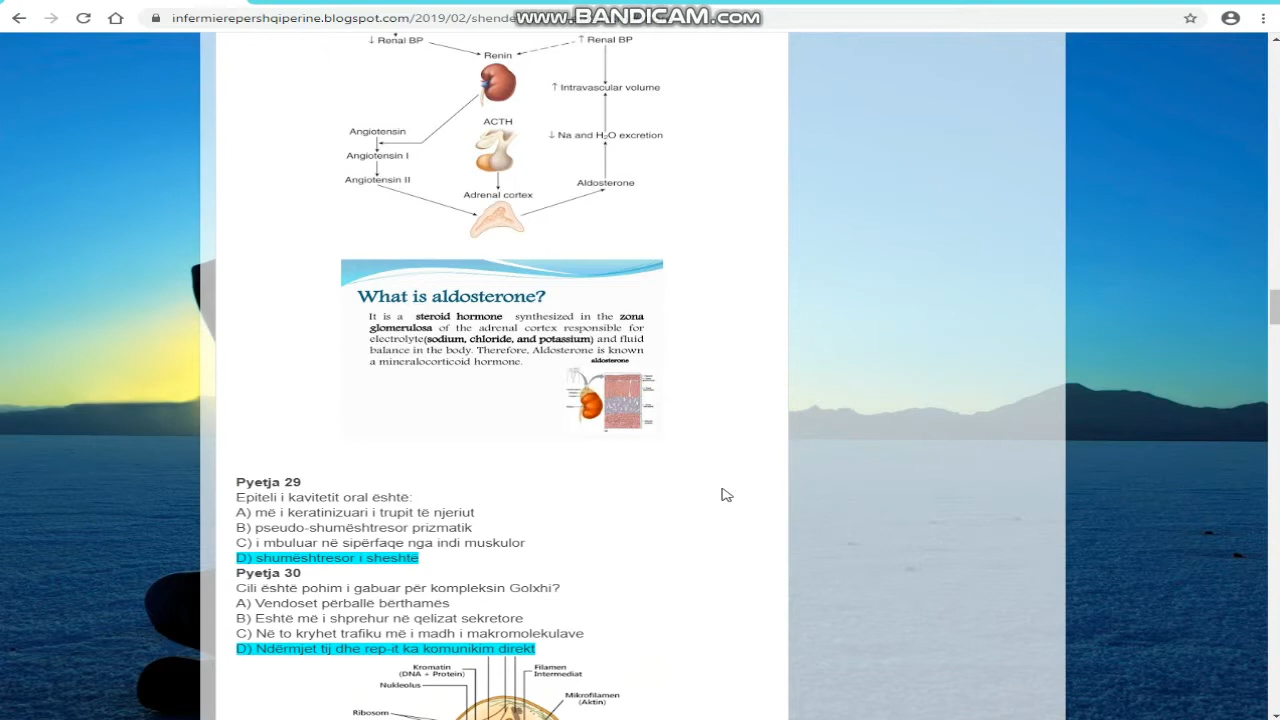 infermierepershqiperine.blogspot.com/2019/02/shende
www.BANDICAM.com
↓ Renal BP
↑ Renal BP
Renin
↑ Intravascular volume
ACTH
Angiotensin
↓ Na and H₂O excretion
Angiotensin I
Angiotensin II
Aldosterone
Adrenal cortex
What is aldosterone?
It is a steroid hormone synthesized in the zona
glomerulosa of the adrenal cortex responsible for
electrolyte(sodium, chloride, and potassium) and fluid
balance in the body. Therefore, Aldosterone is known
a mineralocorticoid hormone.
aldosterone
Pyetja 29
Epiteli i kavitetit oral është:
A) më i keratinizuari i trupit të njeriut
B) pseudo-shumështresor prizmatik
C) i mbuluar në sipërfaqe nga indi muskulor
D) shumështresor i sheshtë
Pyetja 30
Cili është pohim i gabuar për kompleksin Golxhi?
A) Vendoset përballë bërthamës
B) Eshtë më i shprehur në qelizat sekretore
C) Në to kryhet trafiku më i madh i makromolekulave
D) Ndërmjet tij dhe rep-it ka komunikim direkt
Kromatin
(DNA + Protein)
Filamen
Intermediat
Nukleolus
Mikrofilamen
(Aktin)
Ribosom